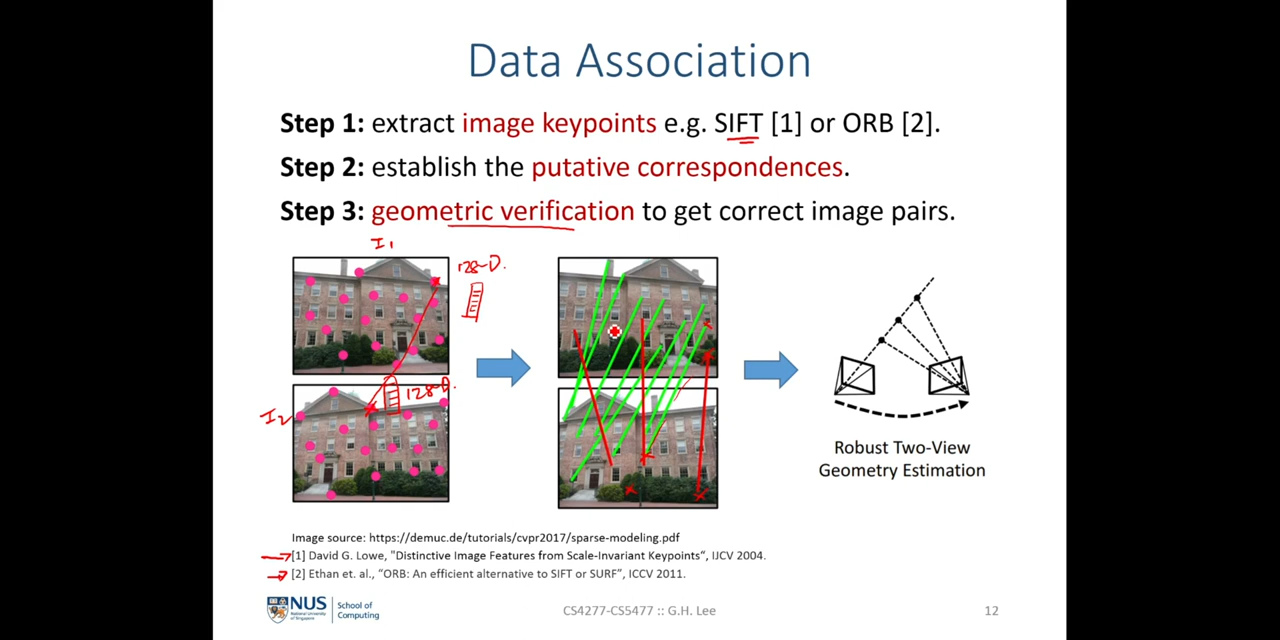 Data Association
Step 1: extract image keypoints e.g. SIFT [1] or ORB [2].
Step 2: establish the putative correspondences.
Step 3: geometric verification to get correct image pairs.
I1
128-D.
I2
128-D.
Robust Two-View
Geometry Estimation
Image source: https://demuc.de/tutorials/cvpr2017/sparse-modeling.pdf
[1] David G. Lowe, "Distinctive Image Features from Scale-Invariant Keypoints", IJCV 2004.
[2] Ethan et. al., "ORB: An efficient alternative to SIFT or SURF", ICCV 2011.
NUS
National University
of Singapore
School of
Computing
CS4277-CS5477 :: G.H. Lee
12